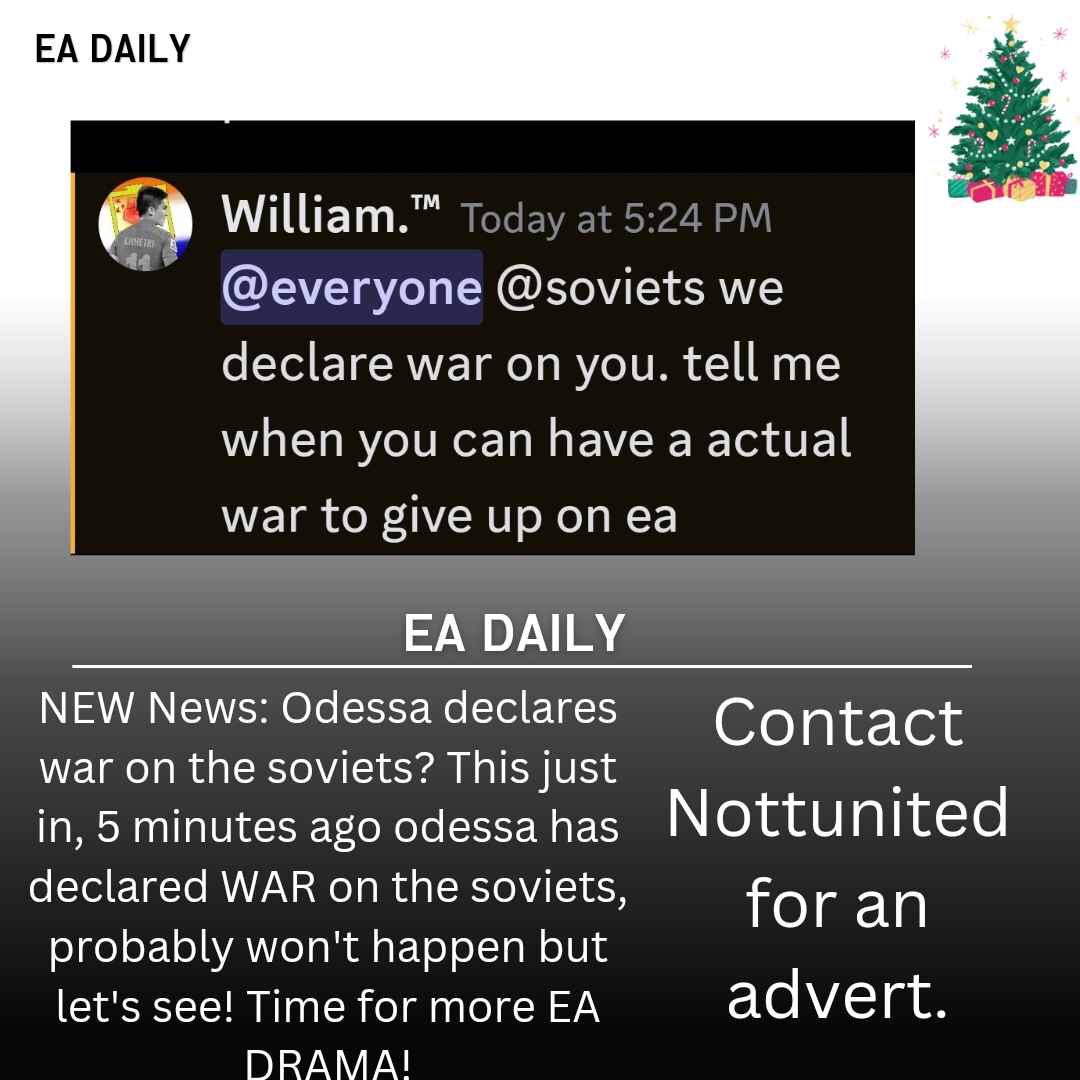 EA DAILY
William.™ Today at 5:24 PM
@everyone @soviets we
declare war on you. tell me
when you can have a actual
war to give up on ea
EA DAILY
NEW News: Odessa declares
war on the soviets? This just
in, 5 minutes ago odessa has
declared WAR on the soviets,
probably won't happen but
let's see! Time for more EA
DRAMA!
Contact
Nottunited
for an
advert.